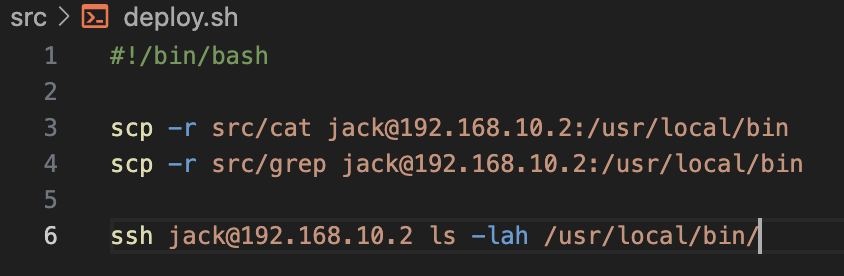 src > deploy.sh
1 #!/bin/bash
2
3 scp -r src/cat jack@192.168.10.2:/usr/local/bin
4 scp -r src/grep jack@192.168.10.2:/usr/local/bin
5
6 ssh jack@192.168.10.2 ls -lah /usr/local/bin/